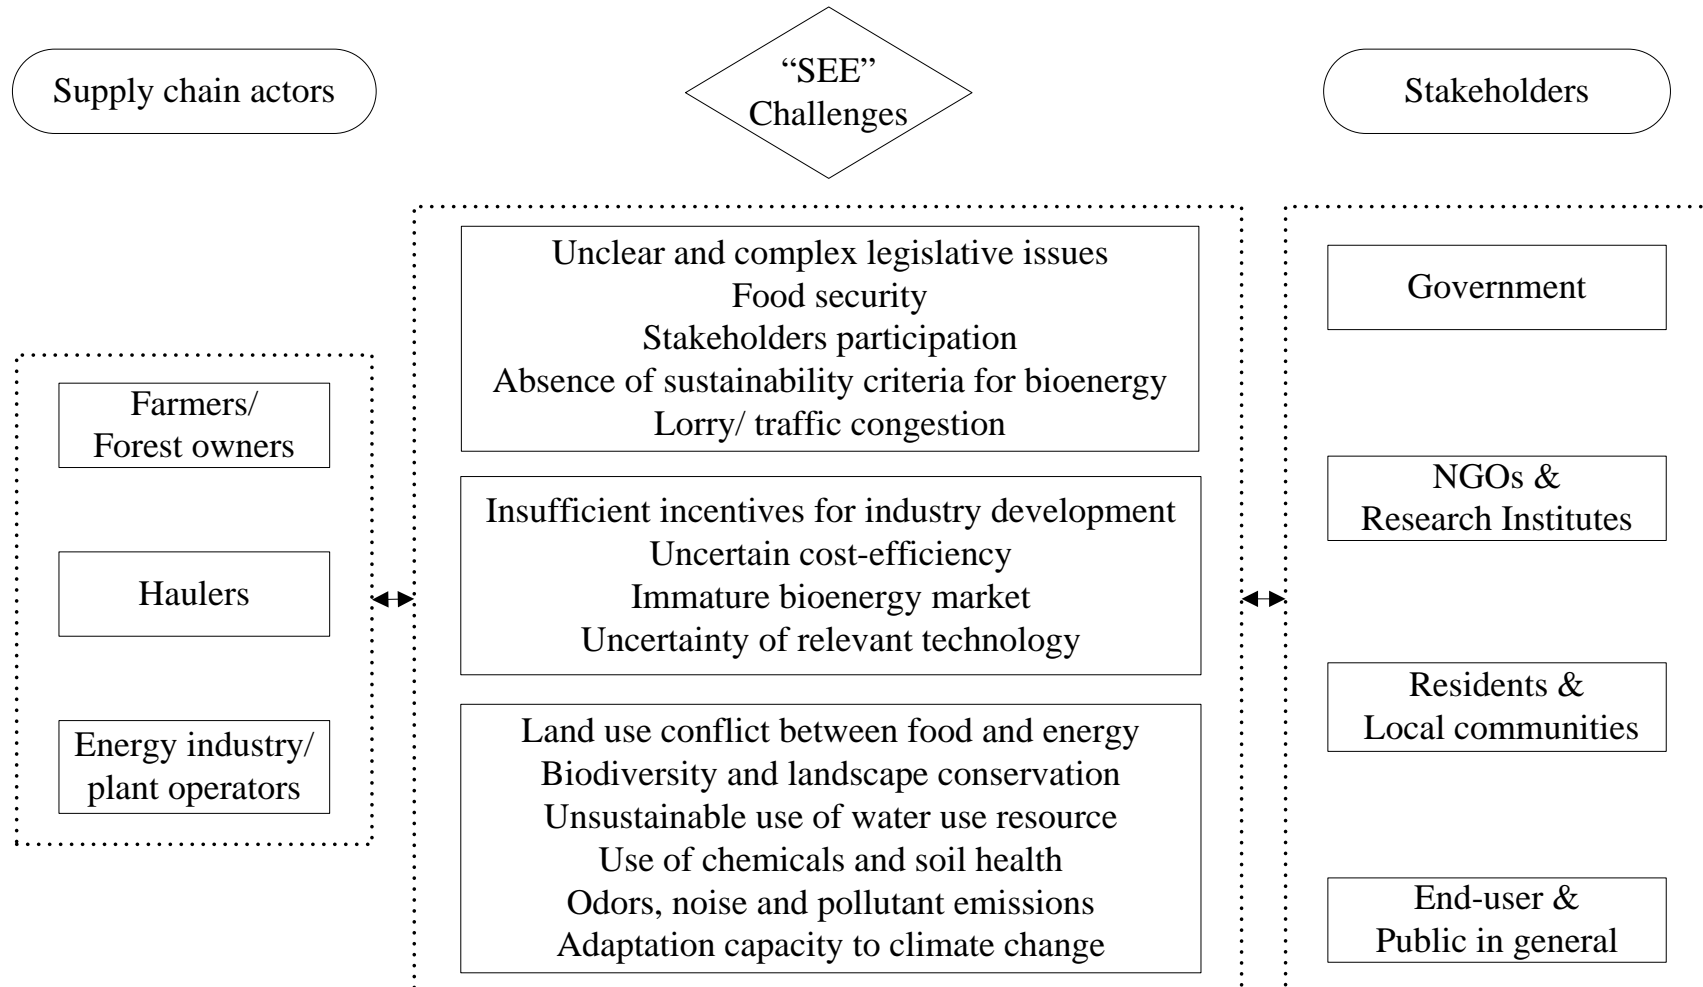 Supply chain actors
“SEE”
Challenges
Stakeholders
Farmers/
Forest owners
Haulers
Energy industry/
plant operators
Unclear and complex legislative issues
Food security
Stakeholders participation
Absence of sustainability criteria for bioenergy
Lorry/ traffic congestion
Insufficient incentives for industry development
Uncertain cost-efficiency
Immature bioenergy market
Uncertainty of relevant technology
Land use conflict between food and energy
Biodiversity and landscape conservation
Unsustainable use of water use resource
Use of chemicals and soil health
Odors, noise and pollutant emissions
Adaptation capacity to climate change
Government
NGOs &
Research Institutes
Residents &
Local communities
End-user &
Public in general